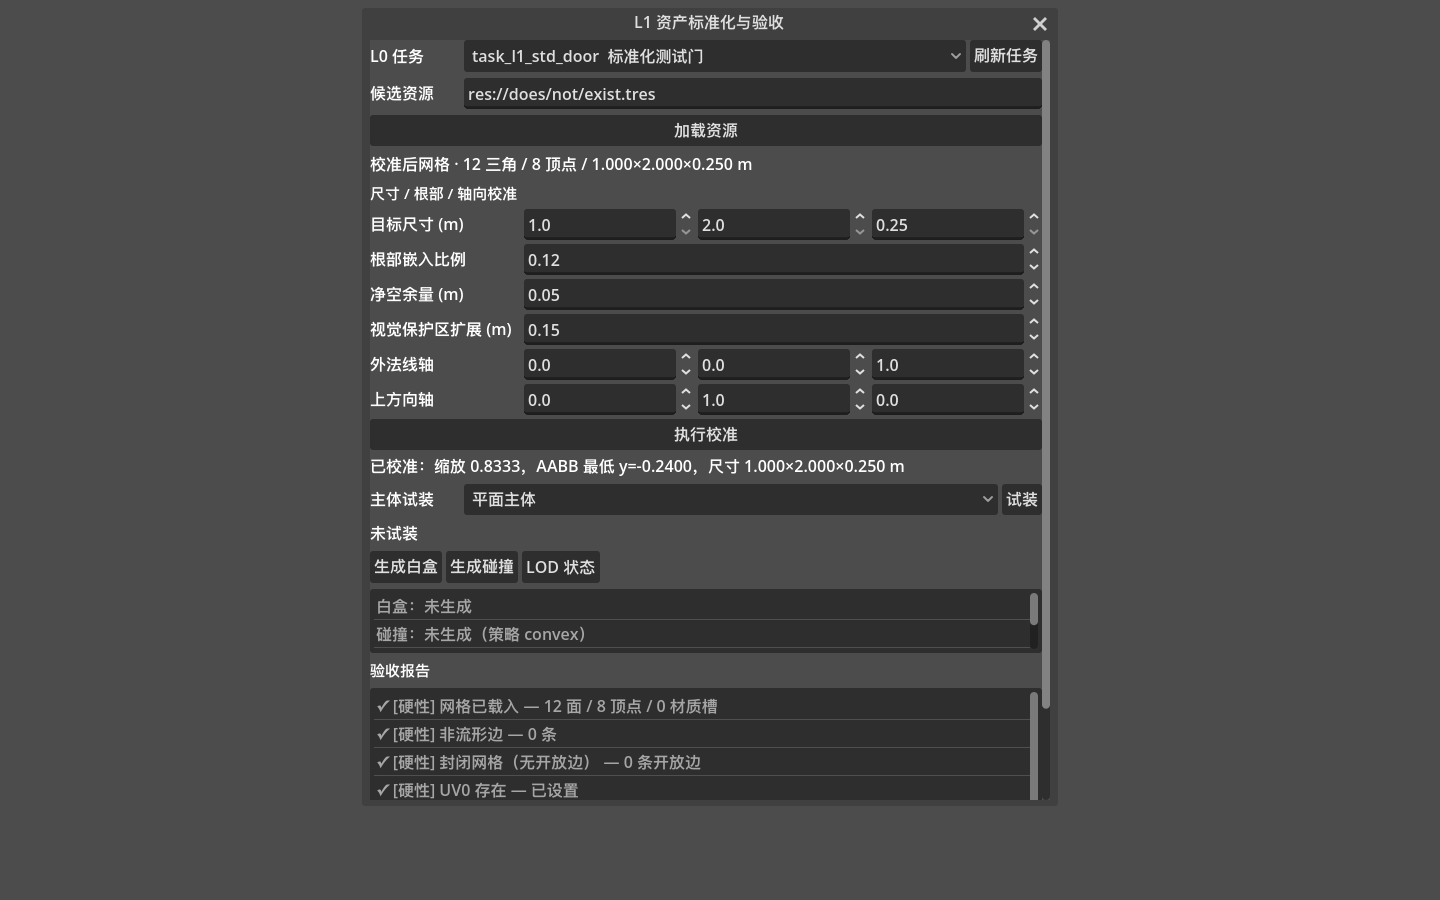 L1 资产标准化与验收
L0 任务 task_l1_std_door 标准化测试门 刷新任务
候选资源 res://does/not/exist.tres
加载资源
校准后网格 · 12 三角 / 8 顶点 / 1.000×2.000×0.250 m
尺寸 / 根部 / 轴向校准
目标尺寸 (m) 1.0 2.0 0.25
根部嵌入比例 0.12
净空余量 (m) 0.05
视觉保护区扩展 (m) 0.15
外法线轴 0.0 0.0 1.0
上方向轴 0.0 1.0 0.0
执行校准
已校准：缩放 0.8333，AABB 最低 y=-0.2400，尺寸 1.000×2.000×0.250 m
主体试装 平面主体 试装
未试装
生成白盒 生成碰撞 LOD 状态
白盒：未生成
碰撞：未生成（策略 convex）
验收报告
✓ [硬性] 网格已载入 — 12 面 / 8 顶点 / 0 材质槽
✓ [硬性] 非流形边 — 0 条
✓ [硬性] 封闭网格（无开放边） — 0 条开放边
✓ [硬性] UV0 存在 — 已设置